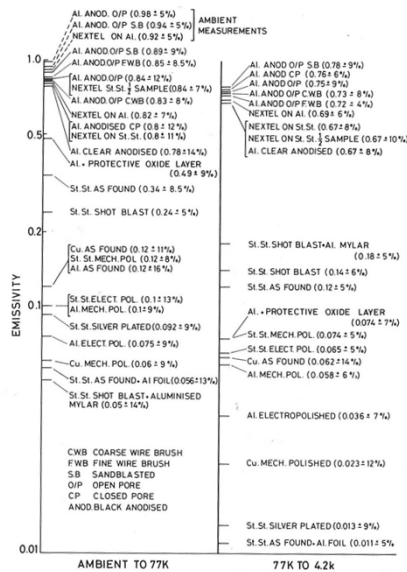 AL. ANOD. O/P (0.98 ± 5%)
AL. ANOD. O/P S.B (0.94 ± 5%)
NEXTEL ON Al. (0.92 ± 5%)
AMBIENT
MEASUREMENTS
1.0
AL. ANOD. O/P S.B (0.89 ± 9%)
AL. ANOD. O/P F.WB (0.85 ± 8.5%)
AL. ANOD. O/P (0.84 ± 12%)
NEXTEL St.St. ½ SAMPLE (0.84 ± 7%)
AL. ANOD. O/P C.WB (0.83 ± 8%)
NEXTEL ON Al. (0.82 ± 7%)
AL. ANODISED CP (0.8 ± 12%)
NEXTEL ON St. St. (0.8 ± 11%)
AL. CLEAR ANODISED (0.78 ± 14%)
0.5
AL. + PROTECTIVE OXIDE LAYER
(0.49 ± 9%)
St. St. AS FOUND (0.34 ± 8.5%)
St. St. SHOT BLAST (0.24 ± 5%)
0.2
Cu. AS FOUND (0.12 ± 11%)
St. St. MECH. POL. (0.12 ± 8%)
Al. AS FOUND (0.12 ± 16%)
0.1
St. St. ELECT. POL. (0.1 ± 13%)
Al. MECH. POL. (0.1 ± 9%)
St. St. SILVER PLATED (0.092 ± 9%)
Al. ELECT. POL. (0.075 ± 9%)
Cu. MECH. POL. (0.06 ± 9%)
St. St. AS FOUND + Al FOIL (0.056 ± 13%)
St. St. SHOT BLAST + ALUMINISED
MYLAR (0.05 ± 14%)
EMISSIVITY
C.W.B COARSE WIRE BRUSH
F.W.B FINE WIRE BRUSH
S.B SANDBLASTED
O/P OPEN PORE
CP CLOSED PORE
ANOD. BLACK ANODISED
0.01
AMBIENT TO 77K
Al. ANOD O/P S.B (0.78 ± 9%)
Al. ANOD CP (0.76 ± 6%)
Al. ANOD O/P (0.75 ± 9%)
Al. ANOD O/P C.WB (0.73 ± 8%)
Al. ANOD O/P F.WB (0.72 ± 4%)
NEXTEL ON Al. (0.69 ± 6%)
NEXTEL ON St. St. (0.67 ± 8%)
NEXTEL ON St. St. ½ SAMPLE (0.67 ± 10%)
Al. CLEAR ANODISED (0.67 ± 8%)
St. St. SHOT BLAST + Al. MYLAR
(0.18 ± 5%)
St. St. SHOT BLAST (0.14 ± 6%)
St. St. AS FOUND (0.12 ± 5%)
Al. + PROTECTIVE OXIDE LAYER
(0.074 ± 7%)
St. St. MECH. POL. (0.074 ± 5%)
St. St. ELECT. POL. (0.065 ± 5%)
Cu. AS FOUND (0.062 ± 14%)
Al. MECH. POL. (0.058 ± 6%)
Al. ELECTROPOLISHED (0.036 ± 7%)
Cu. MECH. POLISHED (0.023 ± 12%)
St. St. SILVER PLATED (0.013 ± 9%)
St. St. AS FOUND + Al. FOIL (0.011 ± 5%)
77K TO 4.2k